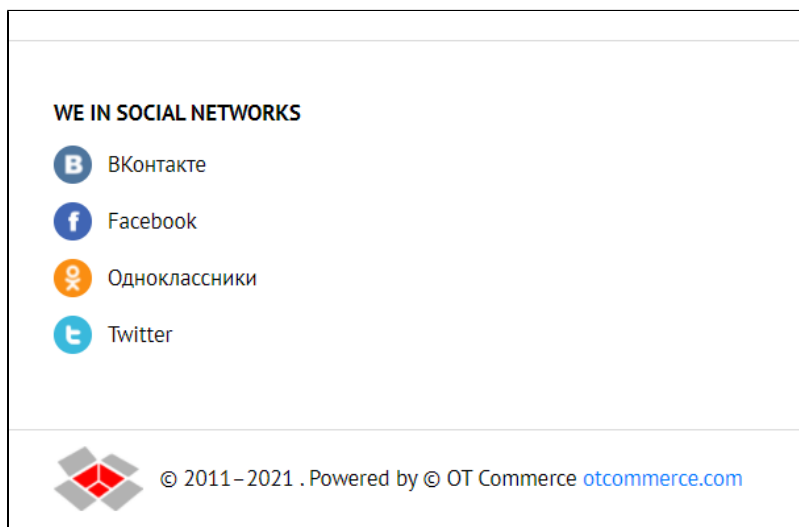 WE IN SOCIAL NETWORKS
ВКонтакте
Facebook
Одноклассники
Twitter
© 2011–2021 . Powered by © OT Commerce otcommerce.com